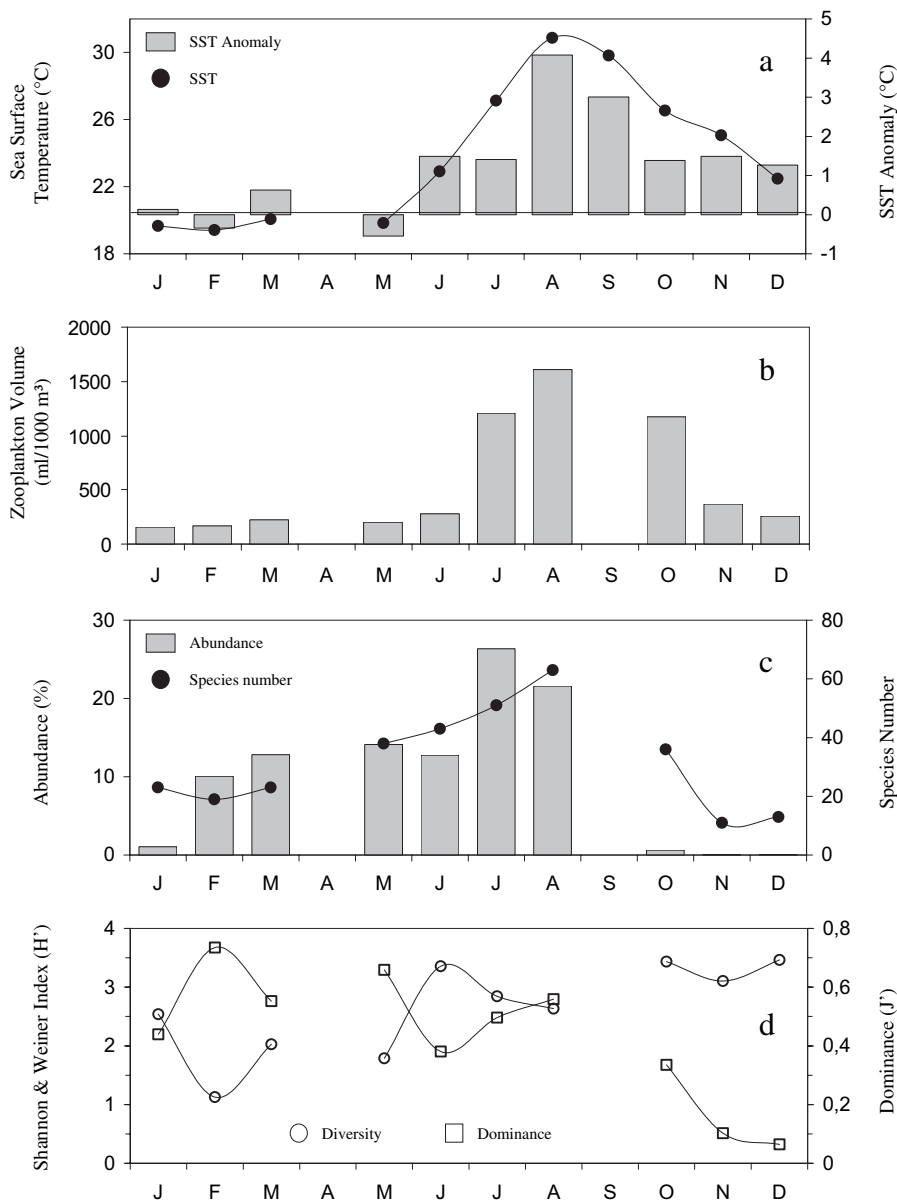 Sea Surface
Temperature (°C)
30
26
22
18
SST Anomaly
SST
a
5
4
3
2
1
0
-1
SST Anomaly (°C)
J F M A M J J A S O N D
Zooplankton Volume
(ml/1000 m³)
2000
1500
1000
500
0
b
J F M A M J J A S O N D
Abundance (%)
30
20
10
0
Abundance
Species number
c
80
60
40
20
0
Species Number
J F M A M J J A S O N D
Shannon & Weiner Index (H’)
4
3
2
1
0
d
Diversity Dominance
0,8
0,6
0,4
0,2
0
Dominance (J’)
J F M A M J J A S O N D